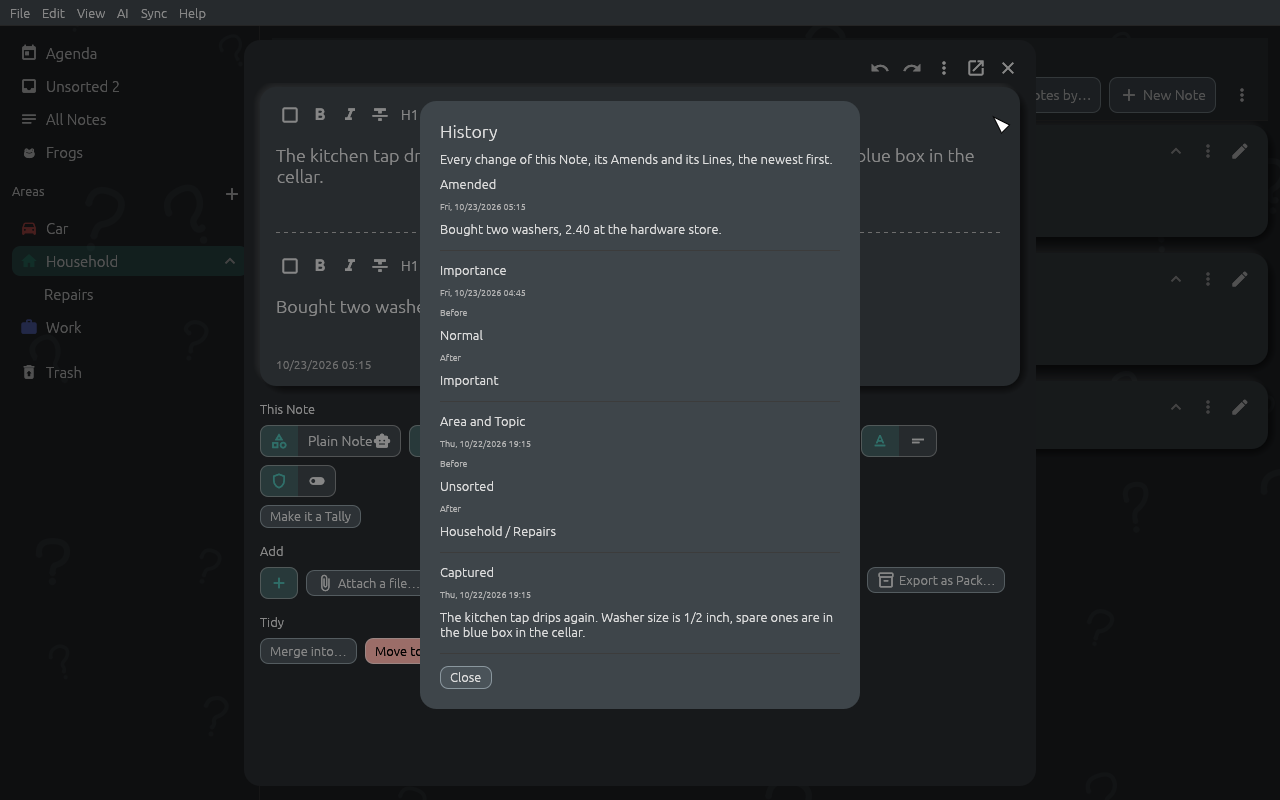 File Edit View AI Sync Help
Agenda
Unsorted 2
All Notes
Frogs
Areas
Car
Household
Repairs
Work
Trash
New Note
H1
The kitchen tap
blue box in the
cellar.
H1
Bought two
10/23/2026 05:15
This Note
Plain Note
Make it a Tally
Add
Attach a file…
Export as Pack…
Tidy
Merge into…
Move
History
Every change of this Note, its Amends and its Lines, the newest first.
Amended
Fri, 10/23/2026 05:15
Bought two washers, 2.40 at the hardware store.
Importance
Fri, 10/23/2026 04:45
Before
Normal
After
Important
Area and Topic
Thu, 10/22/2026 19:15
Before
Unsorted
After
Household / Repairs
Captured
Thu, 10/22/2026 19:15
The kitchen tap drips again. Washer size is 1/2 inch, spare ones are in
the blue box in the cellar.
Close